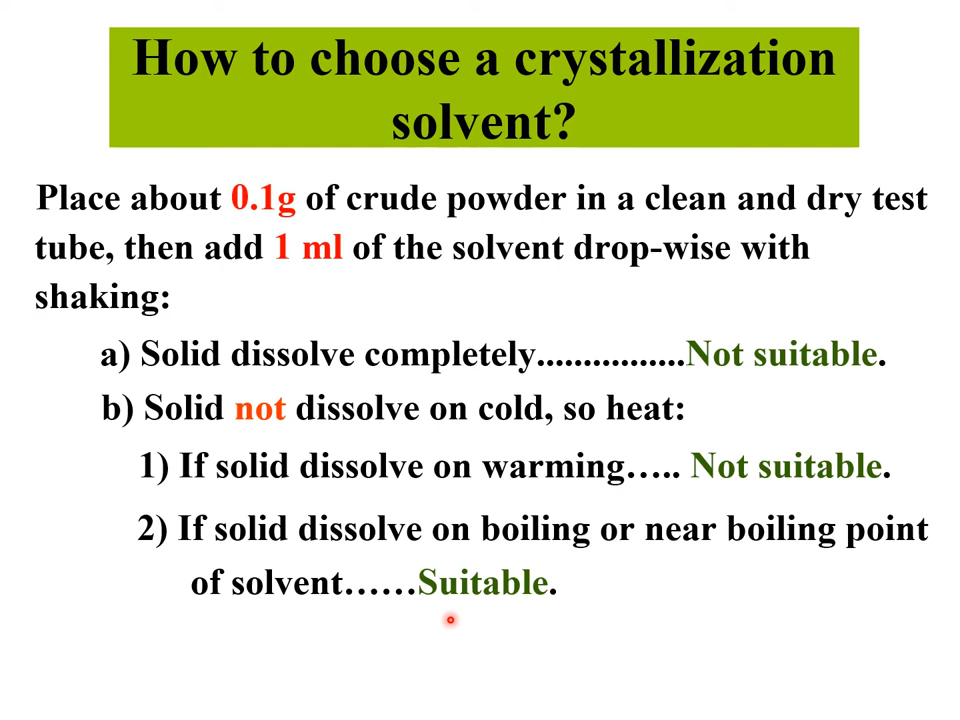 How to choose a crystallization
solvent?
Place about 0.1g of crude powder in a clean and dry test
tube, then add 1 ml of the solvent drop-wise with
shaking:
a) Solid dissolve completely................Not suitable.
b) Solid not dissolve on cold, so heat:
1) If solid dissolve on warming….. Not suitable.
2) If solid dissolve on boiling or near boiling point
of solvent……Suitable.